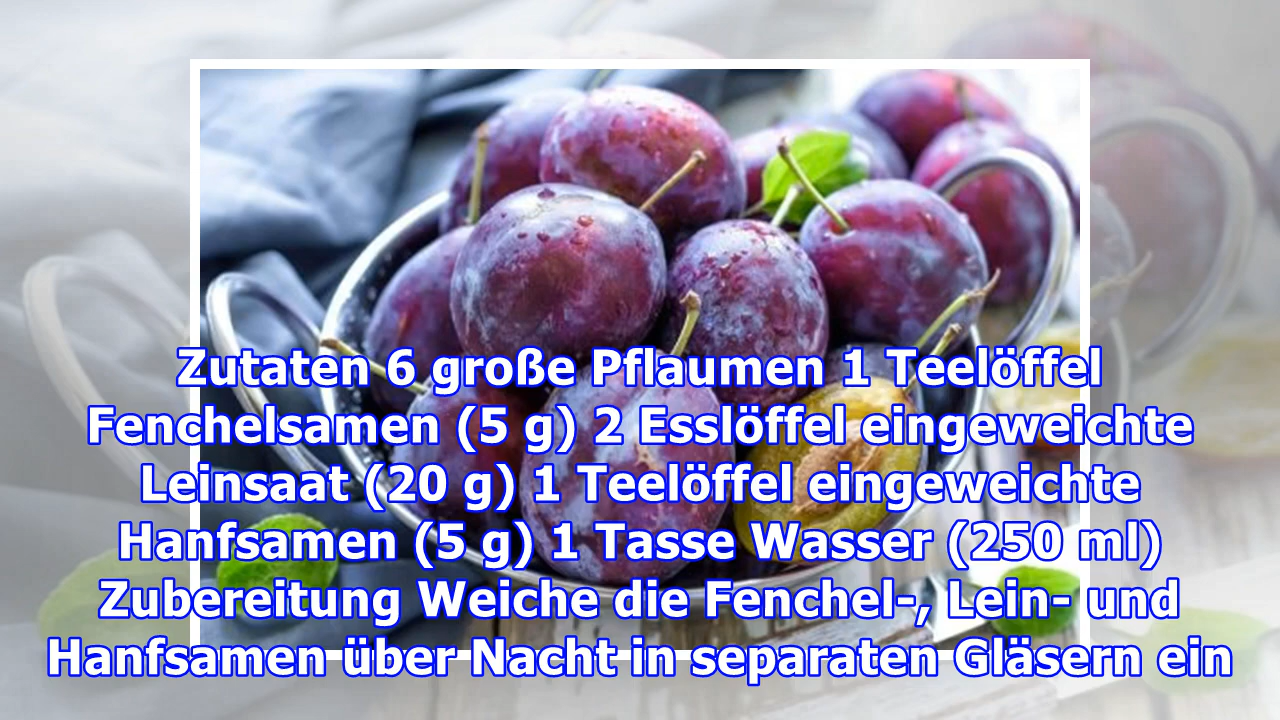 Zutaten 6 große Pflaumen 1 Teelöffel
Fenchelsamen (5 g) 2 Esslöffel eingeweichte
Leinsaat (20 g) 1 Teelöffel eingeweichte
Hanfsamen (5 g) 1 Tasse Wasser (250 ml)
Zubereitung Weiche die Fenchel-, Lein- und
Hanfsamen über Nacht in separaten Gläsern ein